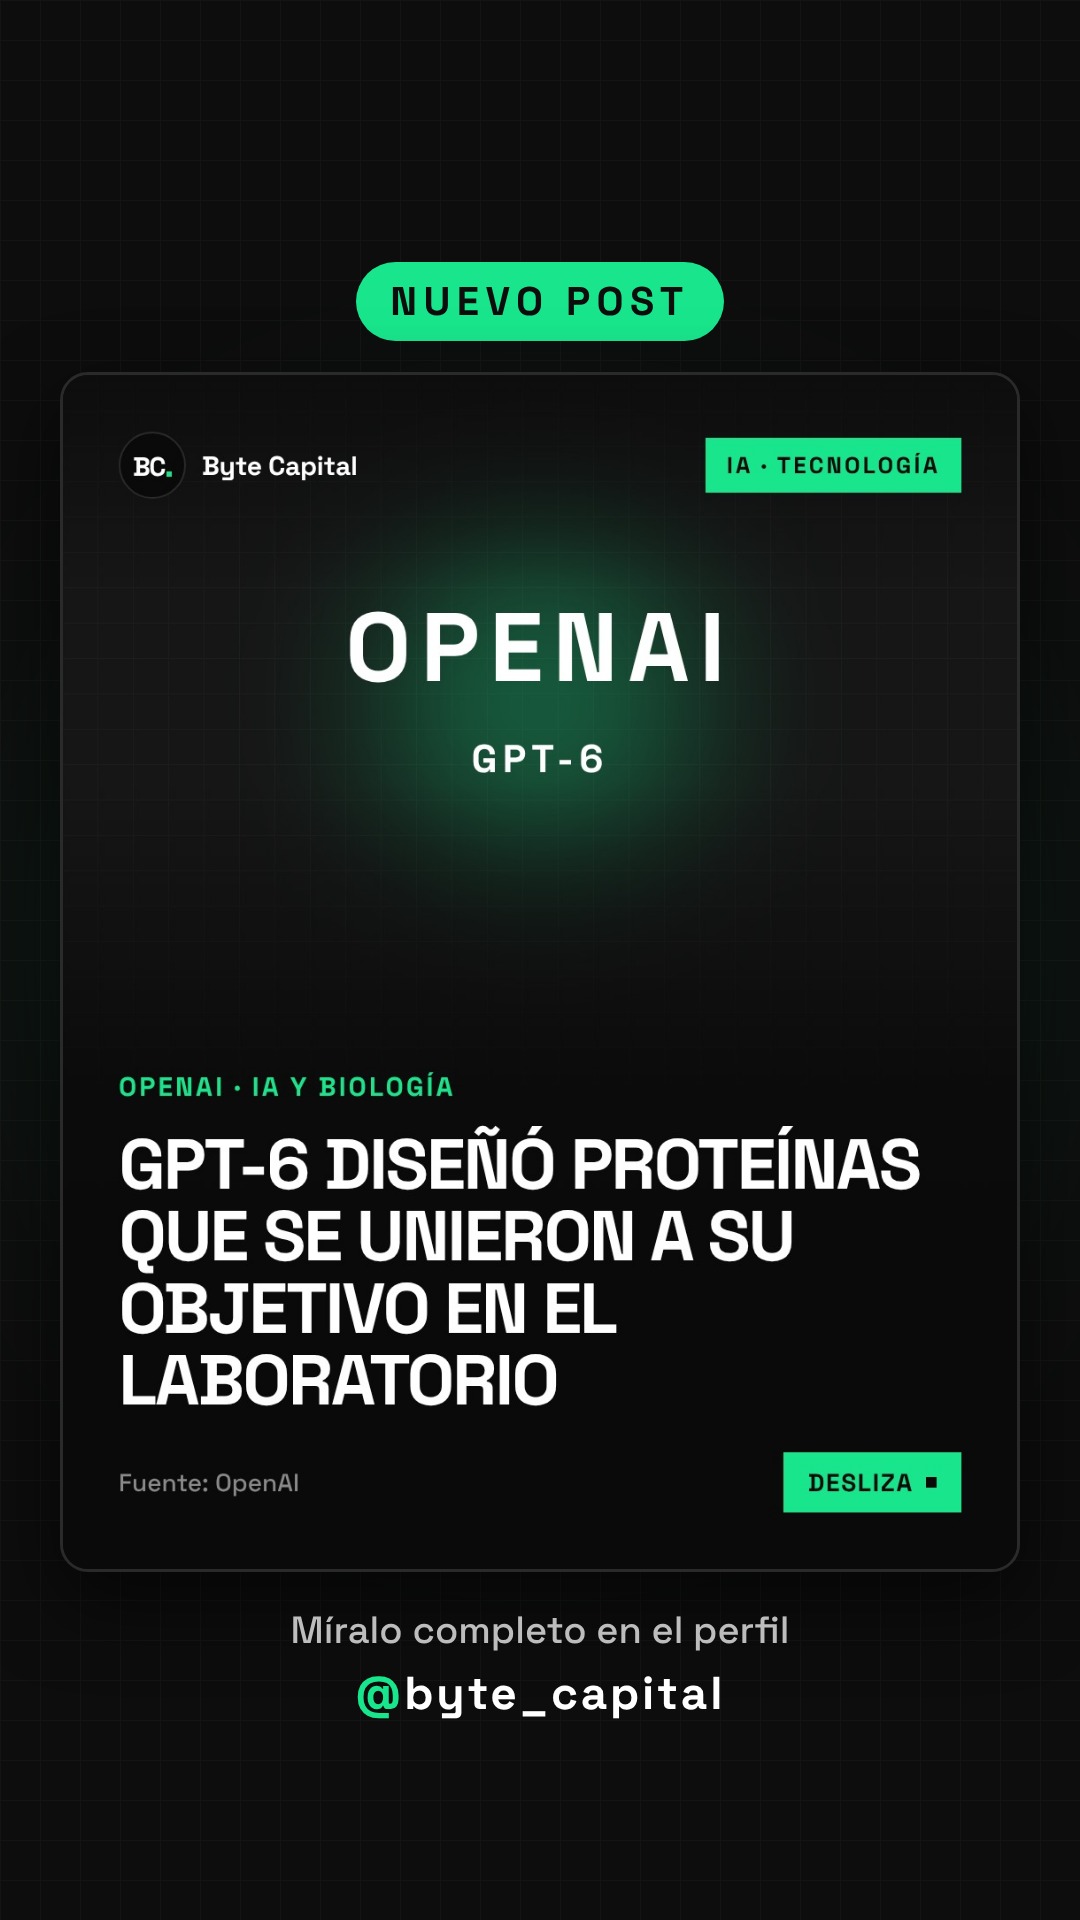 NUEVO POST
BC.
Byte Capital
IA · TECNOLOGÍA
OPENAI
GPT-6
OPENAI · IA Y BIOLOGÍA
GPT-6 DISEÑÓ PROTEÍNAS
QUE SE UNIERON A SU
OBJETIVO EN EL
LABORATORIO
Fuente: OpenAI
DESLIZA ■
Míralo completo en el perfil
@byte_capital